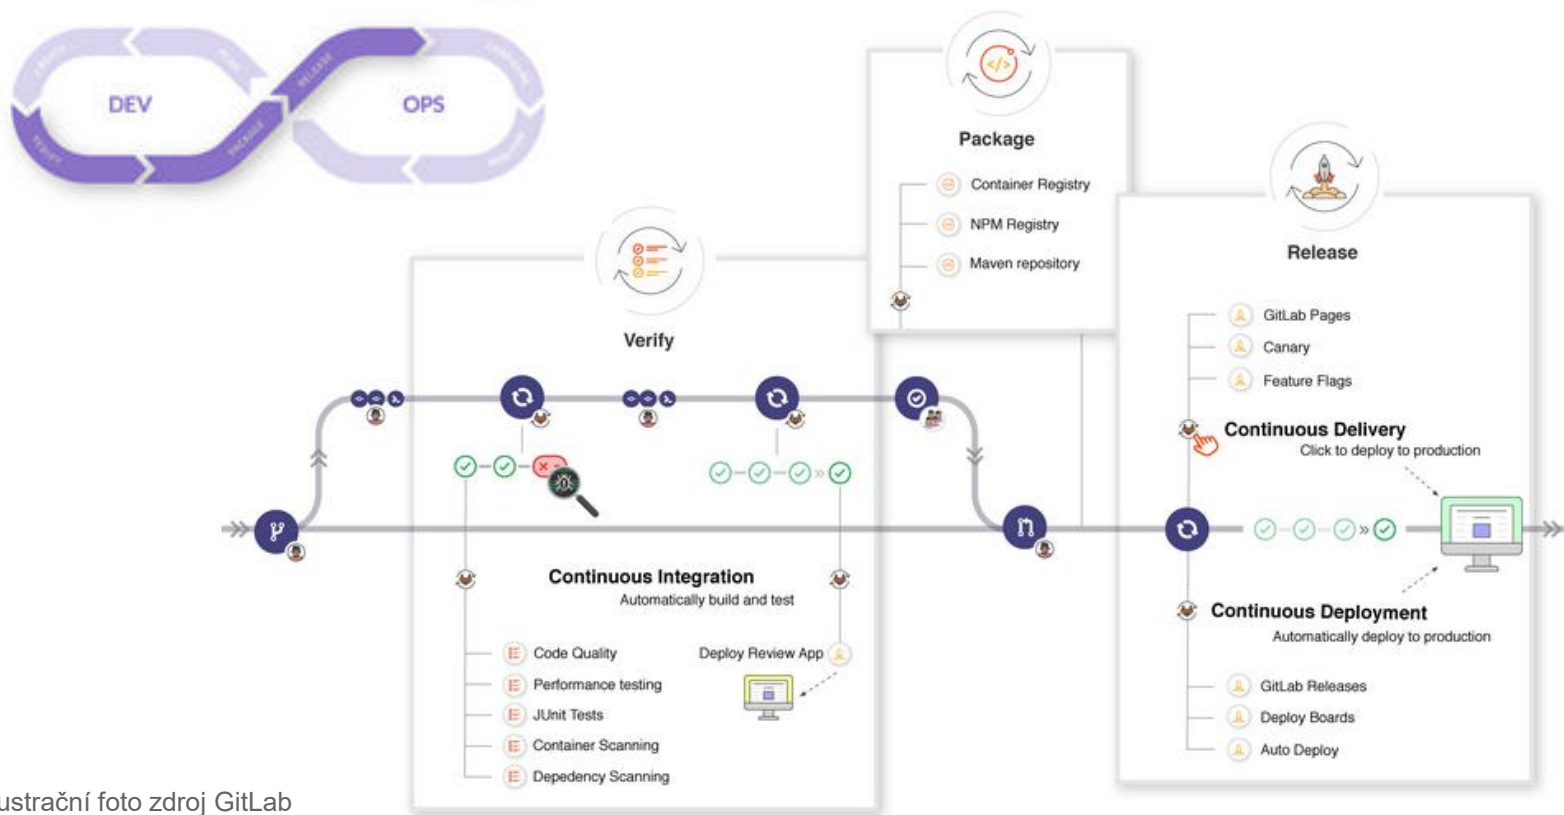 DEV
OPS
VERIFY
PACKAGE
RELEASE
Package
Container Registry
NPM Registry
Maven repository
Release
GitLab Pages
Canary
Feature Flags
Continuous Delivery
Click to deploy to production
Continuous Deployment
Automatically deploy to production
GitLab Releases
Deploy Boards
Auto Deploy
Verify
Continuous Integration
Automatically build and test
Code Quality
Performance testing
JUnit Tests
Container Scanning
Depedency Scanning
Deploy Review App
ustrační foto zdroj GitLab